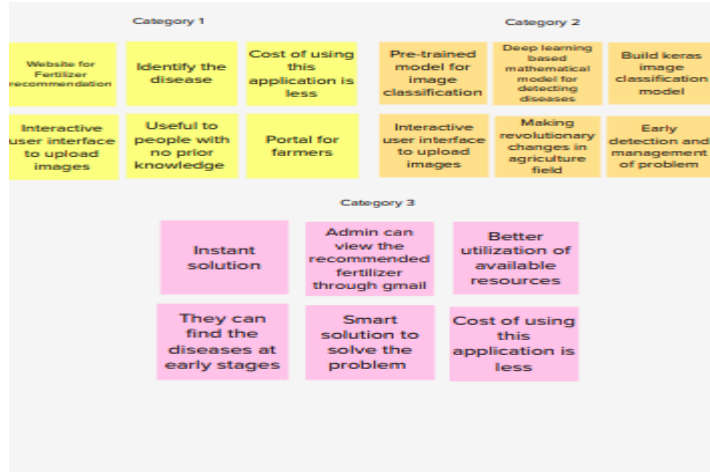 Category 1
Category 2
Website for
Fertilizer
recommendation
Identify the
disease
Cost of using
this
application is
less
Pre-trained
model for
image
classification
Deep learning
based
mathematical
model for
detecting
diseases
Build keras
image
classification
model
Interactive
user interface
to upload
images
Useful to
people with
no prior
knowledge
Portal for
farmers
Interactive
user interface
to upload
images
Making
revolutionary
changes in
agriculture
field
Early
detection and
management
of problem
Category 3
Instant
solution
Admin can
view the
recommended
fertilizer
through gmail
Better
utilization of
available
resources
They can
find the
diseases at
early stages
Smart
solution to
solve the
problem
Cost of using
this
application is
less